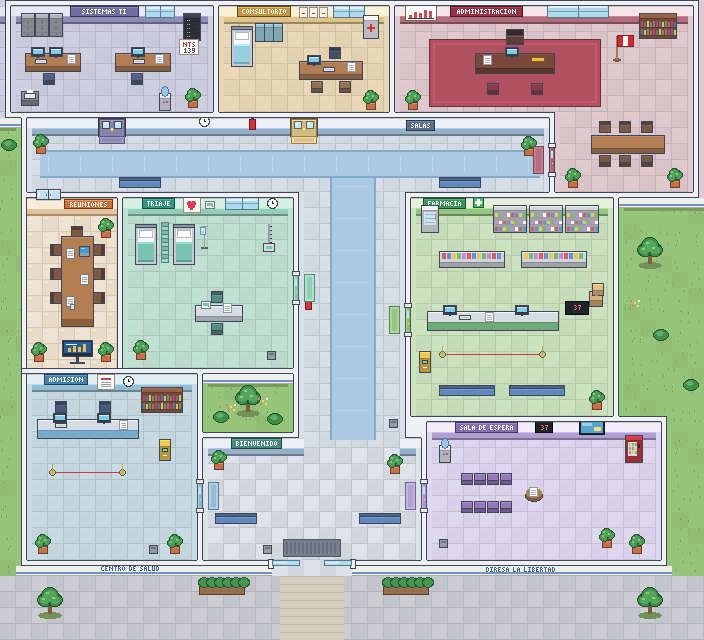 SISTEMAS TI
CONSULTORIO
ADMINISTRACION
NTS
139
SALAS
REUNIONES
TRIAJE
FARMACIA
37
ADMISION
BIENVENIDO
SALA DE ESPERA
37
CENTRO DE SALUD
DIRESA LA LIBERTAD